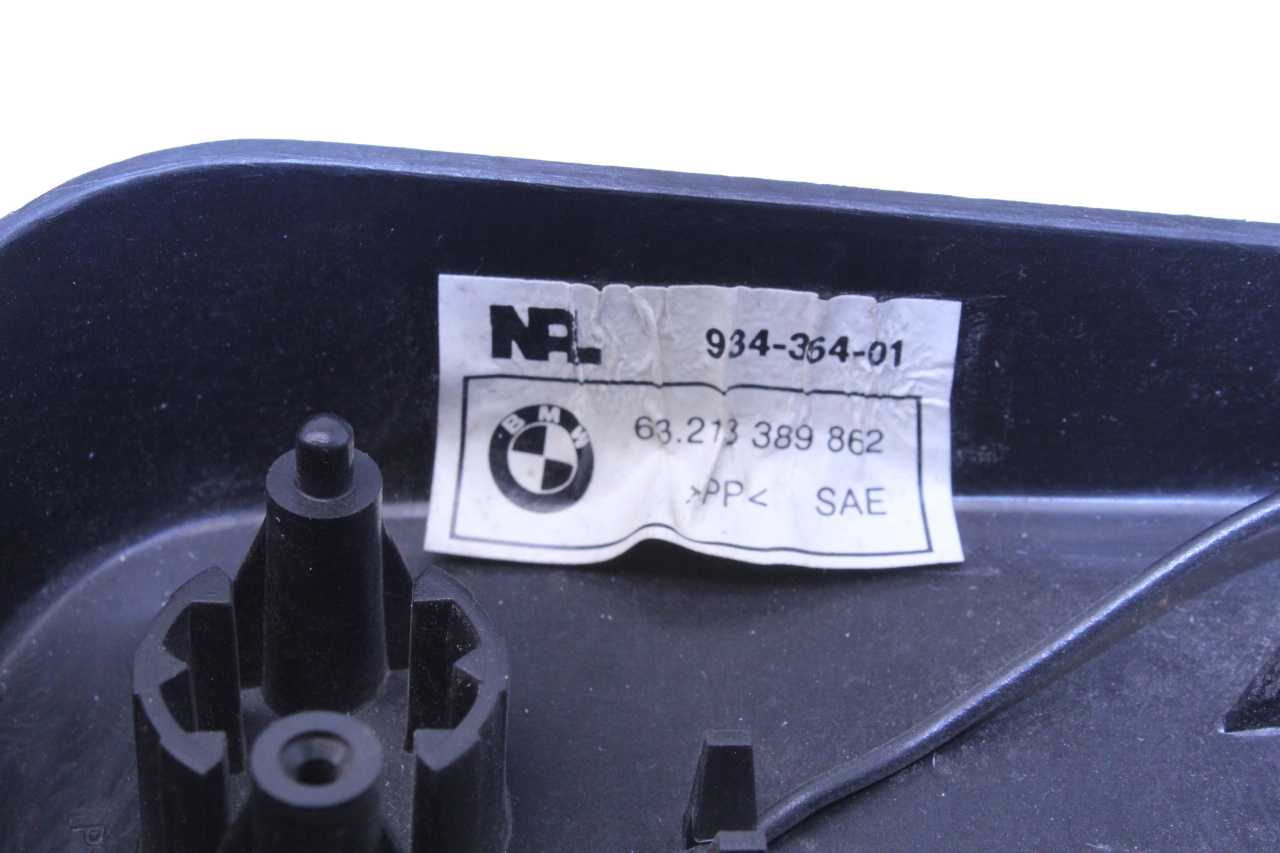 NRL 934-364-01
BMW 63.213 389 862
>PP< SAE